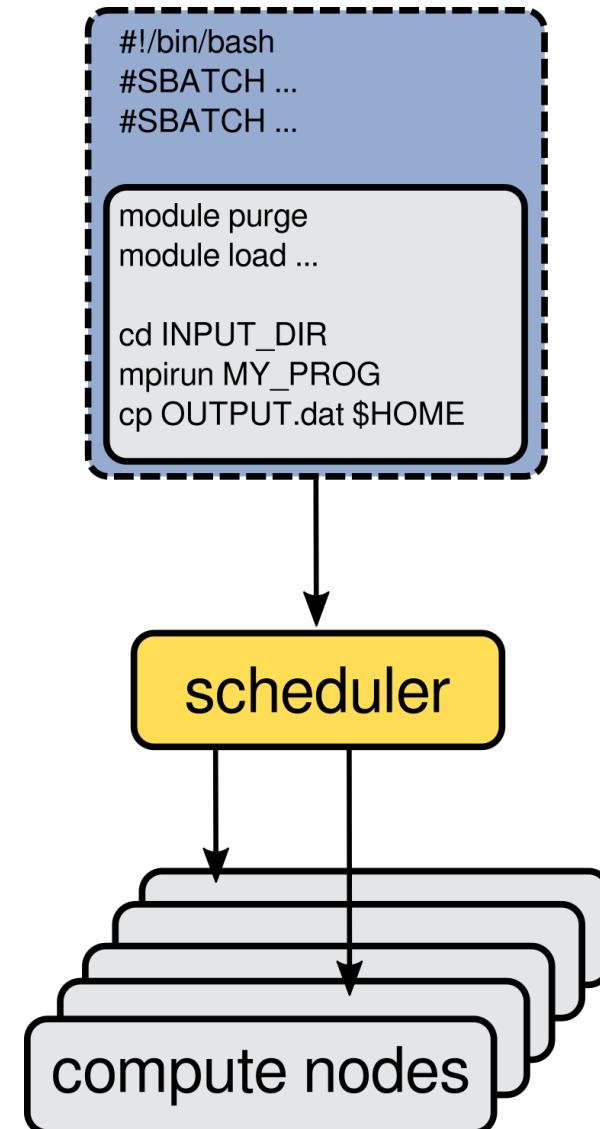 #!/bin/bash
#SBATCH ...
#SBATCH ...
module purge
module load ...
cd INPUT_DIR
mpirun MY_PROG
cp OUTPUT.dat $HOME
scheduler
compute nodes